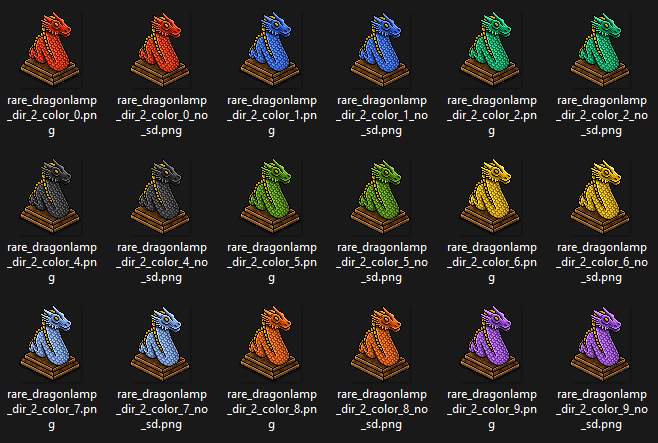 rare_dragonlamp rare_dragonlamp rare_dragonlamp rare_dragonlamp rare_dragonlamp rare_dragonlamp
_dir_2_color_0.pn _dir_2_color_0_no _dir_2_color_1.pn _dir_2_color_1_no _dir_2_color_2.pn _dir_2_color_2_no
g _sd.png g _sd.png g _sd.png
rare_dragonlamp rare_dragonlamp rare_dragonlamp rare_dragonlamp rare_dragonlamp rare_dragonlamp
_dir_2_color_4.pn _dir_2_color_4_no _dir_2_color_5.pn _dir_2_color_5_no _dir_2_color_6.pn _dir_2_color_6_no
g _sd.png g _sd.png g _sd.png
rare_dragonlamp rare_dragonlamp rare_dragonlamp rare_dragonlamp rare_dragonlamp rare_dragonlamp
_dir_2_color_7.pn _dir_2_color_7_no _dir_2_color_8.pn _dir_2_color_8_no _dir_2_color_9.pn _dir_2_color_9_no
g _sd.png g _sd.png g _sd.png